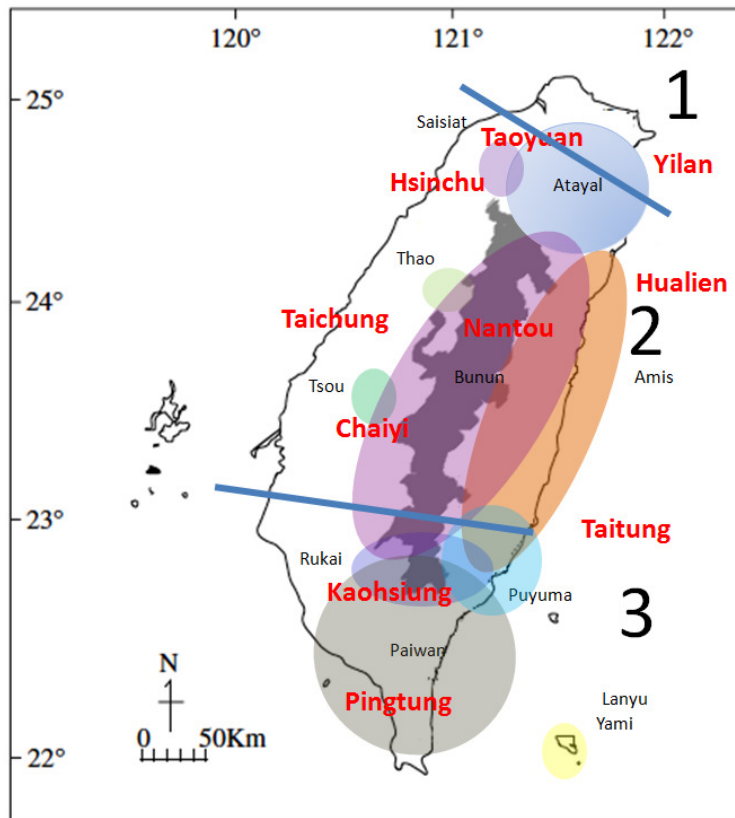 120° 121° 122°
25°
1
Saisiat
Taoyuan
Yilan
Hsinchu
Atayal
Thao
Hualien
24°
Taichung
Nantou
2
Tsou
Bunun
Amis
Chaiyi
23°
Taitung
Rukai
Kaohsiung
Puyuma
3
Paiwan
N
Pingtung
Lanyu
Yami
0 50Km
22°